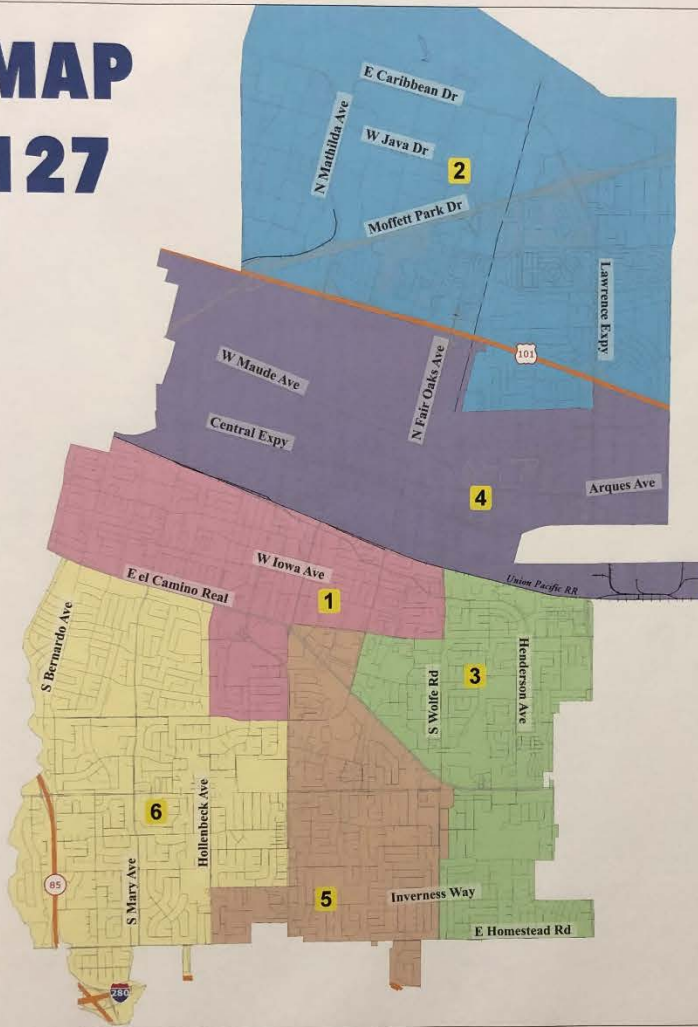 MAP
127
E Caribbean Dr
N Mathilda Ave
W Java Dr
2
Moffett Park Dr
Lawrence Expy
101
W Maude Ave
N Fair Oaks Ave
Central Expy
4
Arques Ave
W Iowa Ave
E el Camino Real
1
Union Pacific RR
S Bernardo Ave
S Wolfe Rd
3
Henderson Ave
6
Hollenbeck Ave
85
S Mary Ave
5
Inverness Way
E Homestead Rd
280